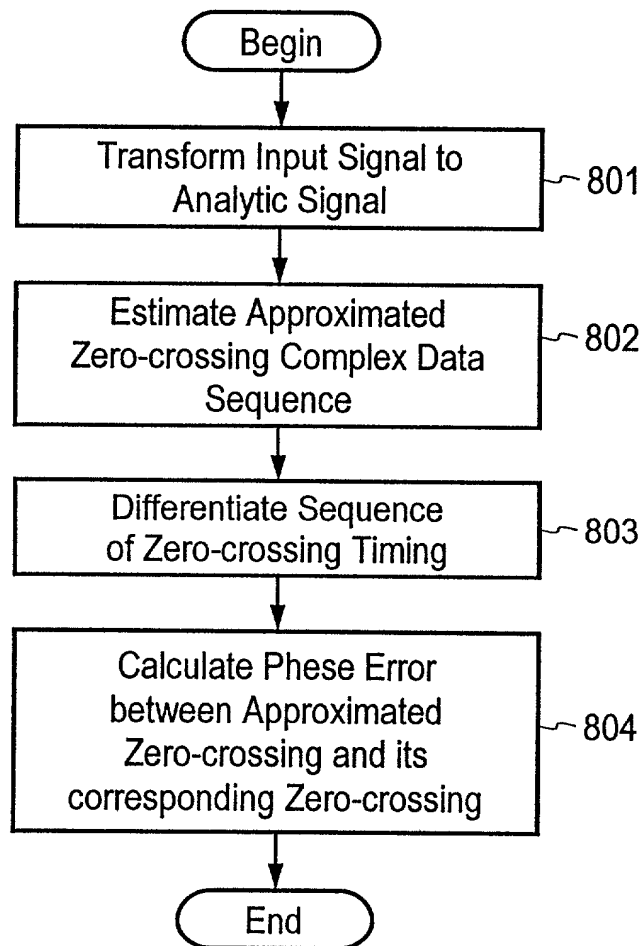 Begin
Transform Input Signal to
Analytic Signal
801
Estimate Approximated
Zero-crossing Complex Data
Sequence
802
Differentiate Sequence
of Zero-crossing Timing
803
Calculate Phese Error
between Approximated
Zero-crossing and its
corresponding Zero-crossing
804
End